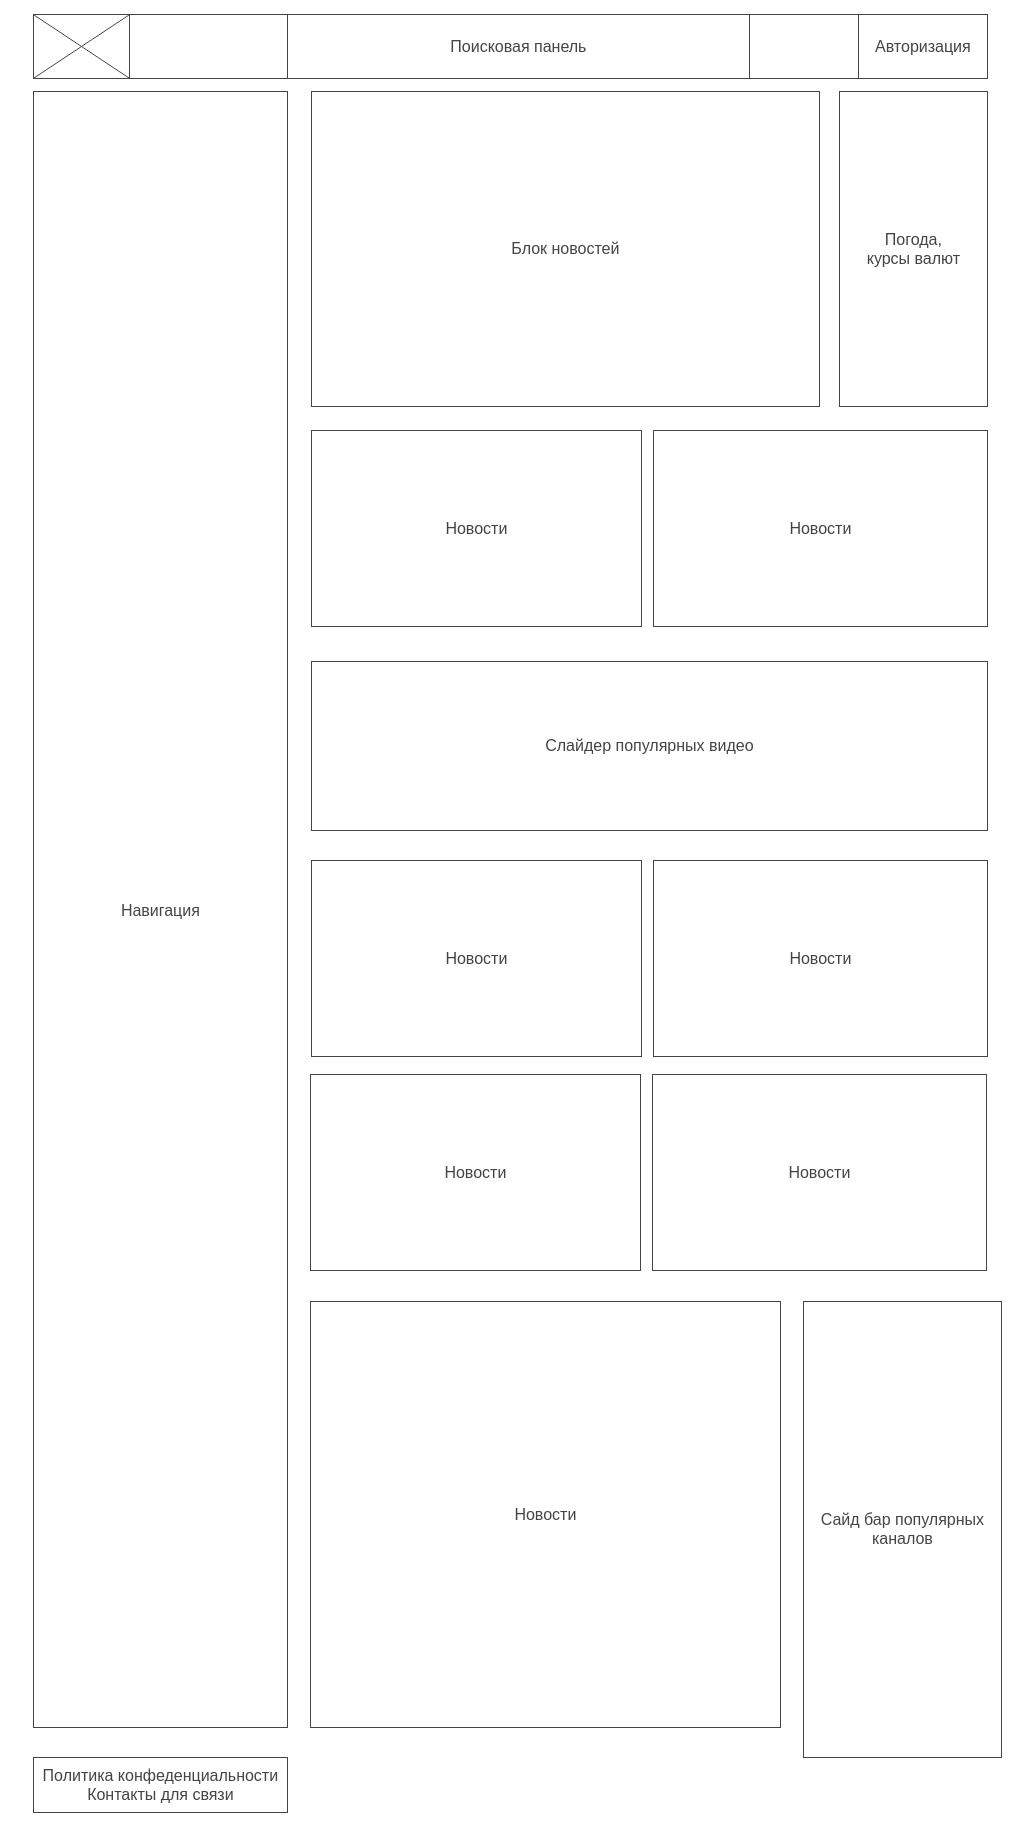 Поисковая панель
Авторизация
Блок новостей
Погода,
курсы валют
Новости
Новости
Слайдер популярных видео
Навигация
Новости
Новости
Новости
Новости
Новости
Сайд бар популярных
каналов
Политика конфеденциальности
Контакты для связи